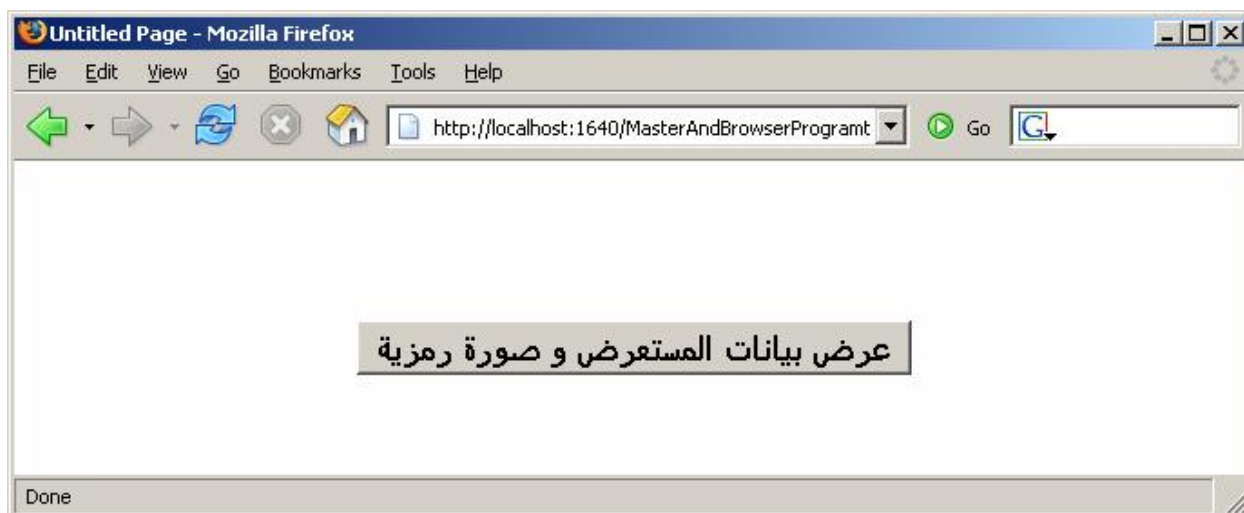 Untitled Page - Mozilla Firefox
File Edit View Go Bookmarks Tools Help
http://localhost:1640/MasterAndBrowserProgramt Go G
عرض بيانات المستعرض و صورة رمزية
Done